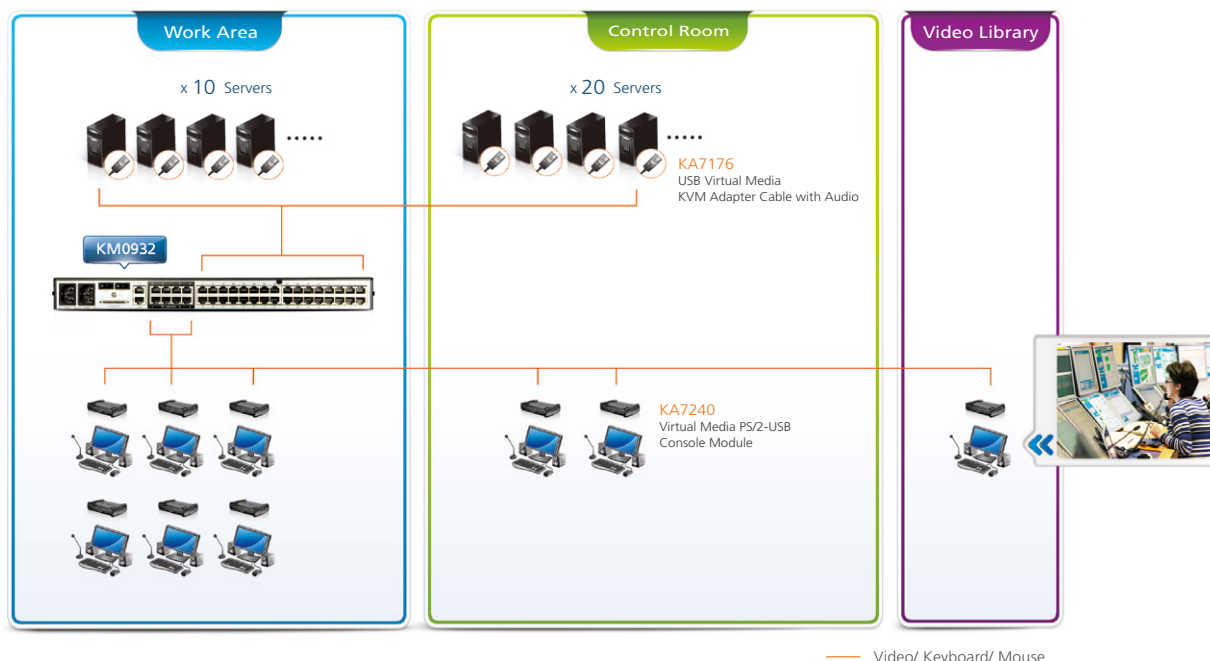 Work Area
Control Room
Video Library
x 10 Servers
x 20 Servers
KA7176
USB Virtual Media
KVM Adapter Cable with Audio
KM0932
KA7240
Virtual Media PS/2-USB
Console Module
Video/ Keyboard/ Mouse